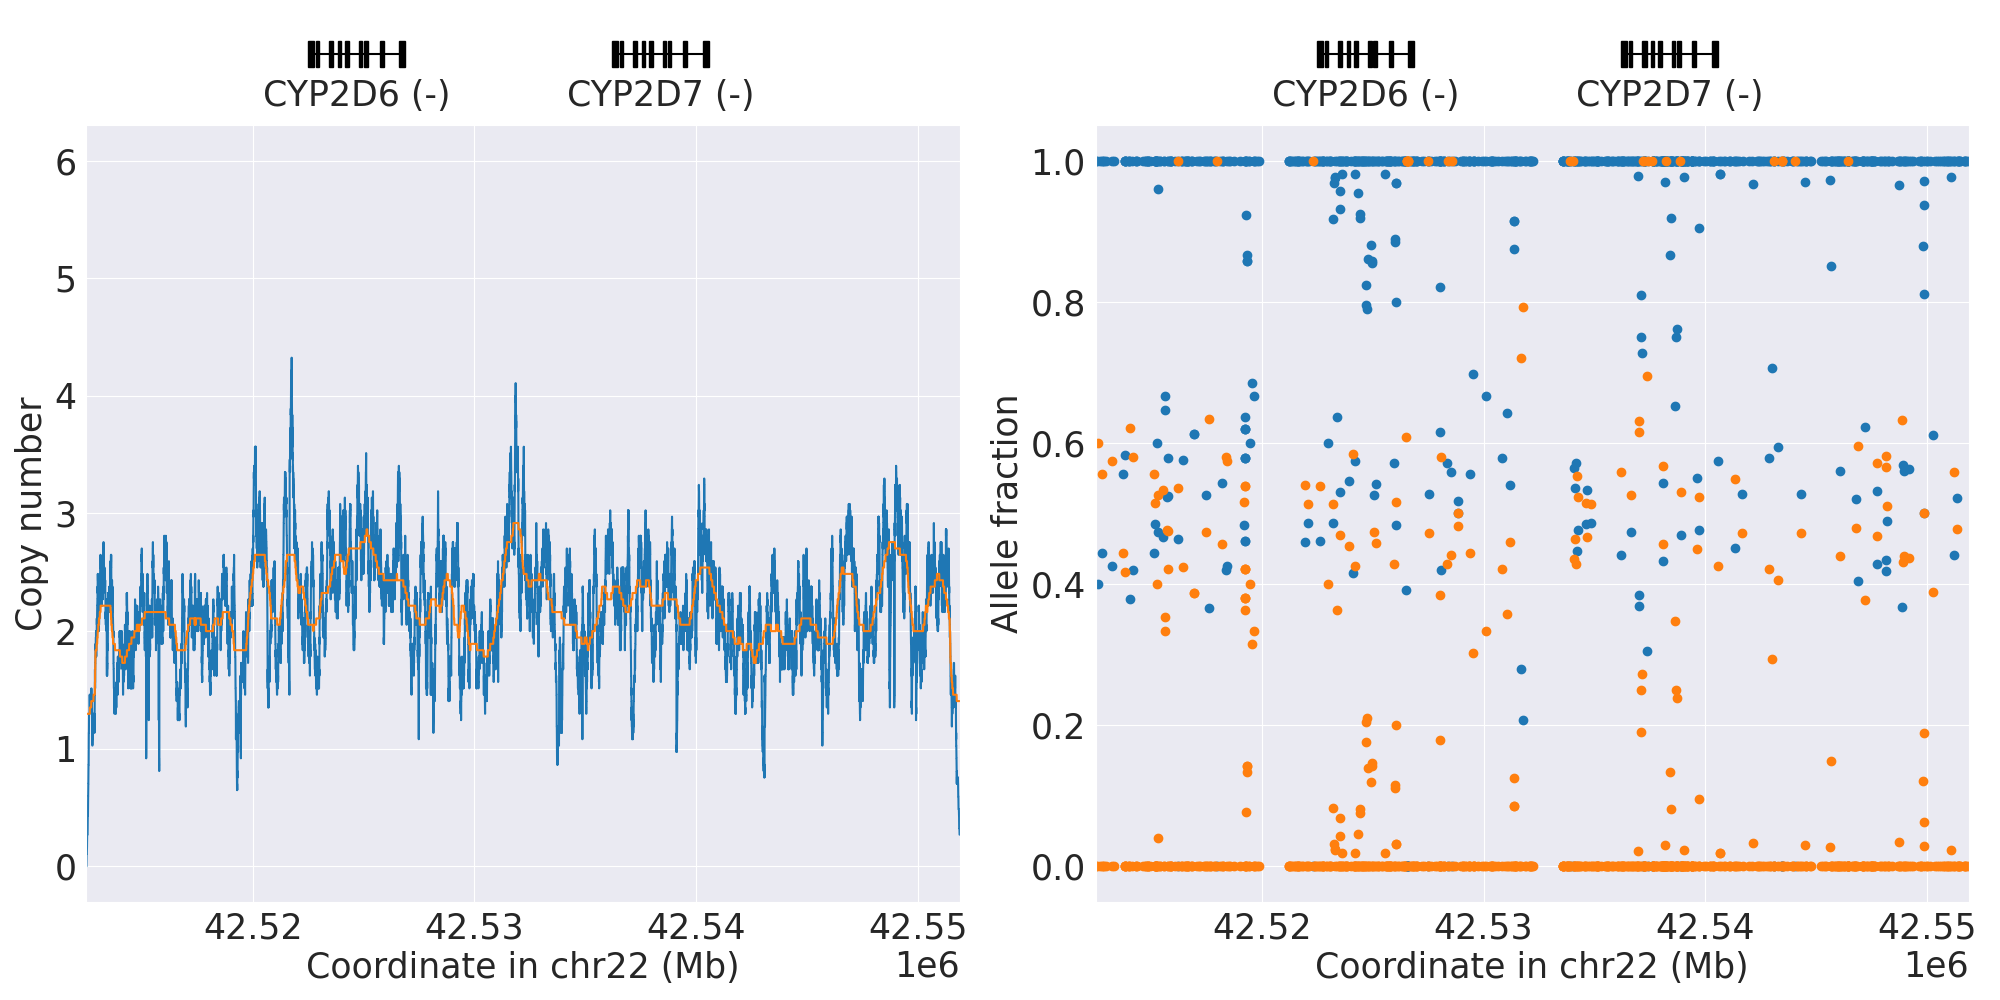 CYP2D6 (-) CYP2D7 (-)
6
5
4
3
2
1
0
Copy number
42.52 42.53 42.54 42.55
1e6
Coordinate in chr22 (Mb)
CYP2D6 (-) CYP2D7 (-)
1.0
0.8
0.6
0.4
0.2
0.0
Allele fraction
42.52 42.53 42.54 42.55
1e6
Coordinate in chr22 (Mb)